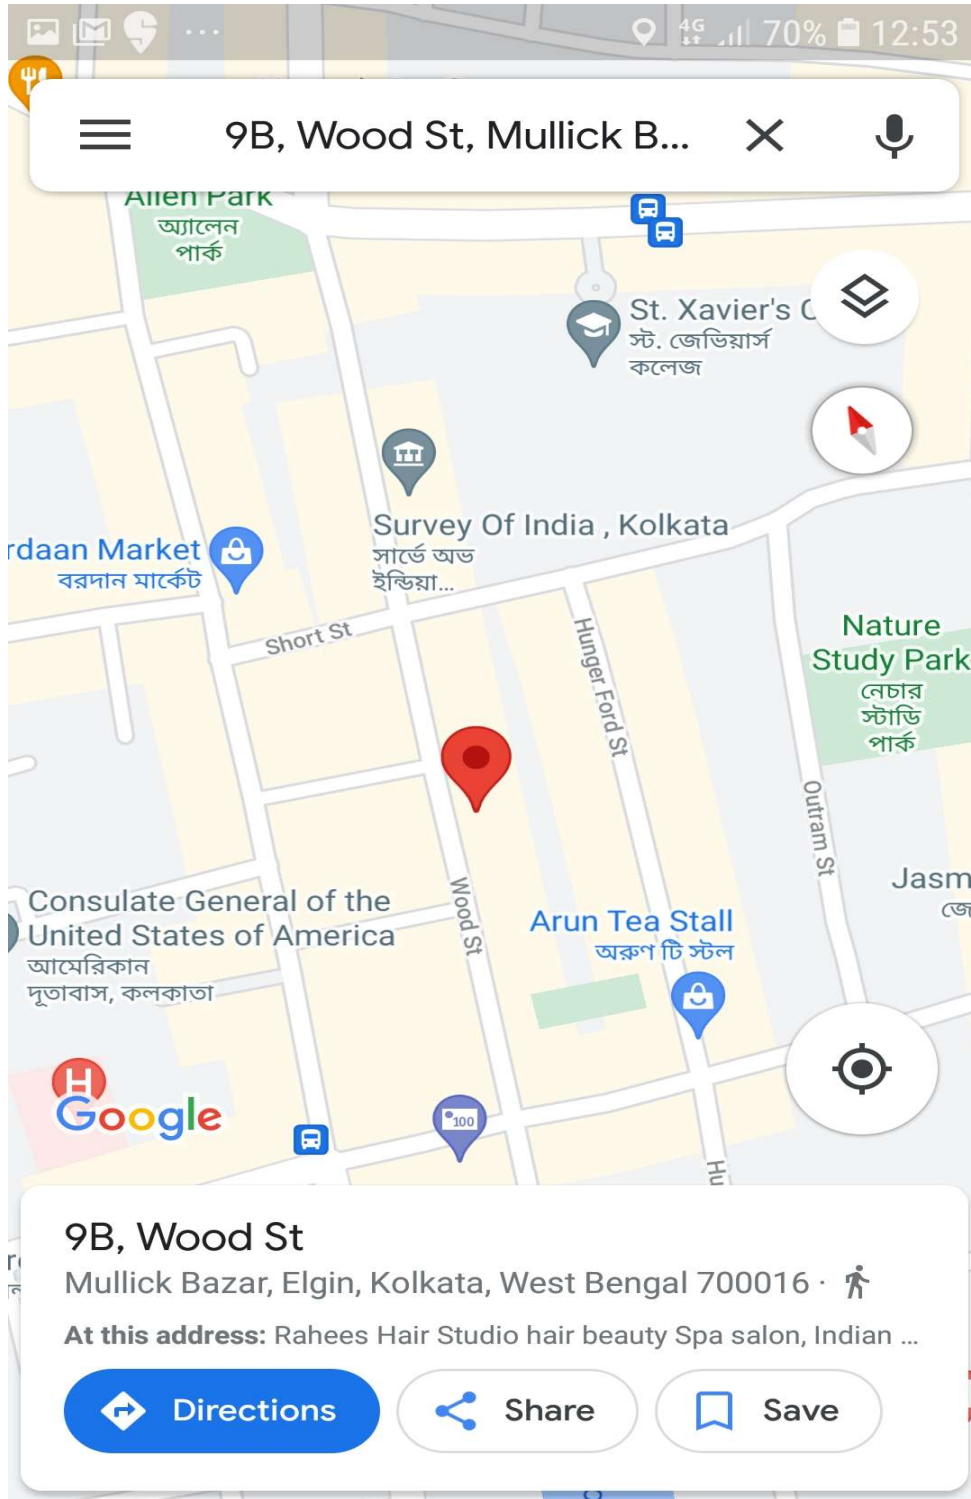 4G 70% 12:53
9B, Wood St, Mullick B...
Allen Park
অ্যালেন
পার্ক
St. Xavier's C
স্ট. জেভিয়ার্স
কলেজ
Survey Of India , Kolkata
সার্ভে অভ
ইন্ডিয়া...
rdaan Market
বরদান মার্কেট
Short St
Hunger Ford St
Nature
Study Park
নেচার
স্টাডি
পার্ক
Outram St
Jasm
জে
Wood St
Consulate General of the
United States of America
আমেরিকান
দূতাবাস, কলকাতা
Arun Tea Stall
অরুণ টি স্টল
H
Google
100
Hu
9B, Wood St
Mullick Bazar, Elgin, Kolkata, West Bengal 700016 ·
At this address: Rahees Hair Studio hair beauty Spa salon, Indian ...
Directions
Share
Save